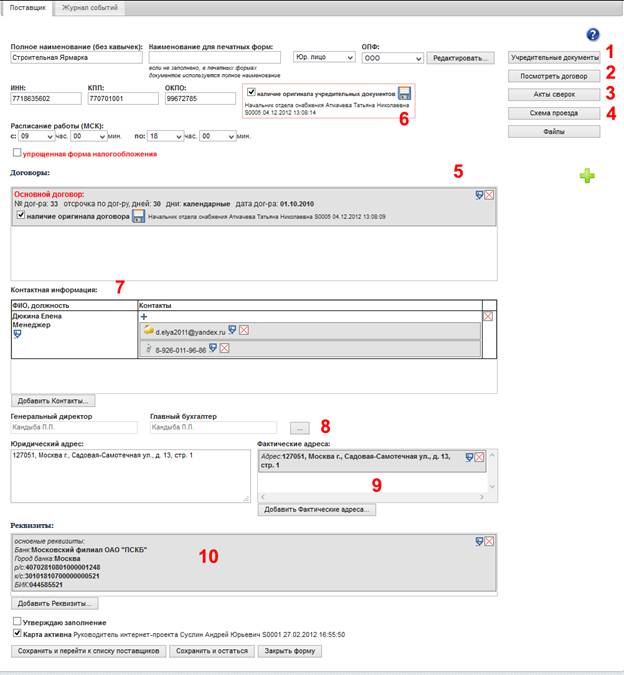 Поставщик Журнал событий
?
Полное наименование (без кавычек): Наименование для печатных форм: ОПФ:
Строительная Ярмарка Юр. лицо ООО Редактировать... Учредительные документы 1
если не заполнено, в печатных формах
документов используется полное наименование
Посмотреть договор 2
ИНН: КПП: ОКПО:
7718635602 770701001 99672785
наличие оригинала учредительных документов
Начальник отдела снабжения Аткачева Татьяна Николаевна
S0005 04.12.2012 13:08:14
6
Акты сверок 3
Схема проезда 4
Файлы
Расписание работы (МСК):
с: 09 час. 00 мин. по: 18 час. 00 мин.
упрощенная форма налогообложения
Договоры: 5
Основной договор:
№ дог-ра: 33 отсрочка по дог-ру, дней: 30 дни: календарные дата дог-ра: 01.10.2010
наличие оригинала договора Начальник отдела снабжения Аткачева Татьяна Николаевна S0005 04.12.2012 13:08:09
Контактная информация: 7
ФИО, должность Контакты
Дюкина Елена
Менеджер
d.elya2011@yandex.ru
8-926-011-96-86
Добавить Контакты...
Генеральный директор Главный бухгалтер
Кандыба П.П. Кандыба П.П. ... 8
Юридический адрес: Фактические адреса:
127051, Москва г., Садовая-Самотечная ул., д. 13, стр. 1
Адрес:127051, Москва г., Садовая-Самотечная ул., д. 13,
стр. 1
9
Добавить Фактические адреса...
Реквизиты:
основные реквизиты:
Банк:Московский филиал ОАО "ПСКБ"
Город банка:Москва
р/с:40702810801000001248
к/с:30101810700000000521
БИК:044585521
10
Добавить Реквизиты...
Утверждаю заполнение
Карта активна Руководитель интернет-проекта Суслин Андрей Юрьевич S0001 27.02.2012 16:55:50
Сохранить и перейти к списку поставщиков Сохранить и остаться Закрыть форму